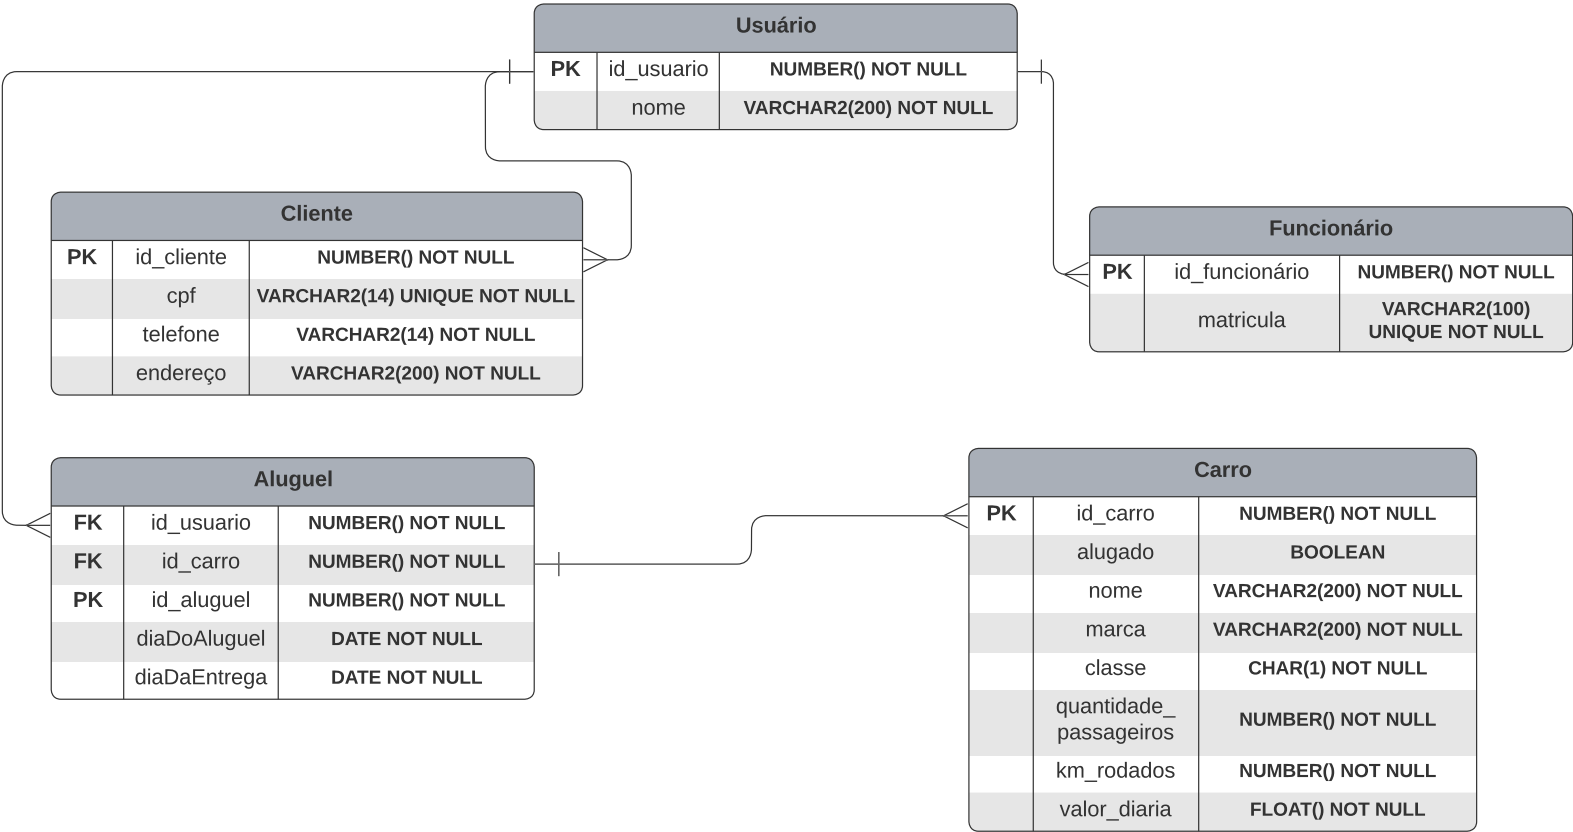 Usuário
PK id_usuario NUMBER() NOT NULL
nome VARCHAR2(200) NOT NULL
Cliente
PK id_cliente NUMBER() NOT NULL
cpf VARCHAR2(14) UNIQUE NOT NULL
telefone VARCHAR2(14) NOT NULL
endereço VARCHAR2(200) NOT NULL
Funcionário
PK id_funcionário NUMBER() NOT NULL
matricula VARCHAR2(100)
UNIQUE NOT NULL
Aluguel
FK id_usuario NUMBER() NOT NULL
FK id_carro NUMBER() NOT NULL
PK id_aluguel NUMBER() NOT NULL
diaDoAluguel DATE NOT NULL
diaDaEntrega DATE NOT NULL
Carro
PK id_carro NUMBER() NOT NULL
alugado BOOLEAN
nome VARCHAR2(200) NOT NULL
marca VARCHAR2(200) NOT NULL
classe CHAR(1) NOT NULL
quantidade_
passageiros NUMBER() NOT NULL
km_rodados NUMBER() NOT NULL
valor_diaria FLOAT() NOT NULL